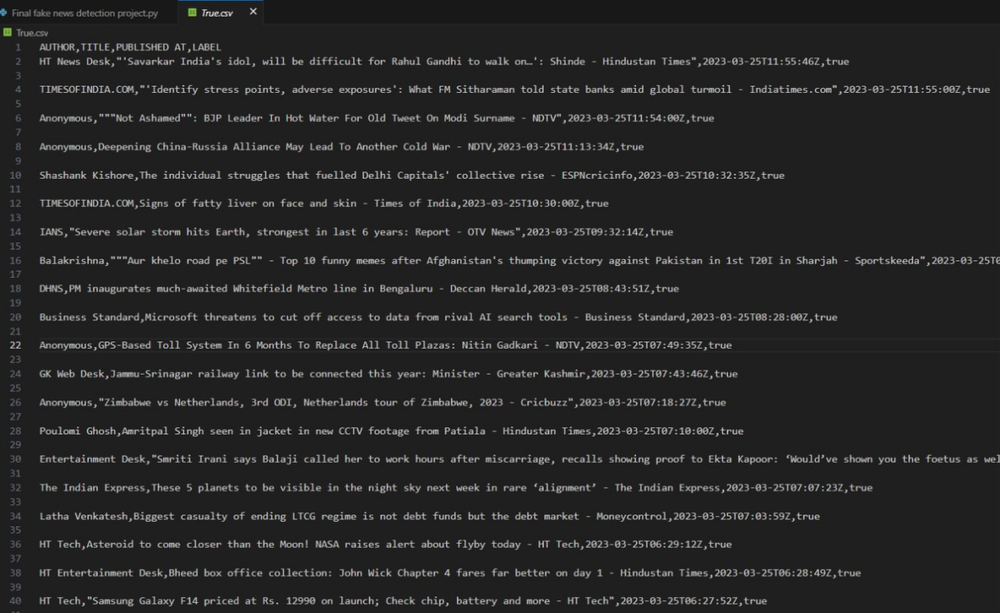 Final fake news detection project.py
True.csv
True.csv
1 AUTHOR,TITLE,PUBLISHED AT,LABEL
2 HT News Desk,"'Savarkar India's idol, will be difficult for Rahul Gandhi to walk on…': Shinde - Hindustan Times",2023-03-25T11:55:46Z,true
3
4 TIMESOFINDIA.COM,"'Identify stress points, adverse exposures': What FM Sitharaman told state banks amid global turmoil - Indiatimes.com",2023-03-25T11:55:00Z,true
5
6 Anonymous,"""Not Ashamed"": BJP Leader In Hot Water For Old Tweet On Modi Surname - NDTV",2023-03-25T11:54:00Z,true
7
8 Anonymous,Deepening China-Russia Alliance May Lead To Another Cold War - NDTV,2023-03-25T11:13:34Z,true
9
10 Shashank Kishore,The individual struggles that fuelled Delhi Capitals' collective rise - ESPNcricinfo,2023-03-25T10:32:35Z,true
11
12 TIMESOFINDIA.COM,Signs of fatty liver on face and skin - Times of India,2023-03-25T10:30:00Z,true
13
14 IANS,"Severe solar storm hits Earth, strongest in last 6 years: Report - OTV News",2023-03-25T09:32:14Z,true
15
16 Balakrishna,"""Aur khelo road pe PSL"" - Top 10 funny memes after Afghanistan's thumping victory against Pakistan in 1st T20I in Sharjah - Sportskeeda",2023-03-25T0
17
18 DHNS,PM inaugurates much-awaited Whitefield Metro line in Bengaluru - Deccan Herald,2023-03-25T08:43:51Z,true
19
20 Business Standard,Microsoft threatens to cut off access to data from rival AI search tools - Business Standard,2023-03-25T08:28:00Z,true
21
22 Anonymous,GPS-Based Toll System In 6 Months To Replace All Toll Plazas: Nitin Gadkari - NDTV,2023-03-25T07:49:35Z,true
23
24 GK Web Desk,Jammu-Srinagar railway link to be connected this year: Minister - Greater Kashmir,2023-03-25T07:43:46Z,true
25
26 Anonymous,"Zimbabwe vs Netherlands, 3rd ODI, Netherlands tour of Zimbabwe, 2023 - Cricbuzz",2023-03-25T07:18:27Z,true
27
28 Poulomi Ghosh,Amritpal Singh seen in jacket in new CCTV footage from Patiala - Hindustan Times,2023-03-25T07:10:00Z,true
29
30 Entertainment Desk,"Smriti Irani says Balaji called her to work hours after miscarriage, recalls showing proof to Ekta Kapoor: ‘Would’ve shown you the foetus as wel
31
32 The Indian Express,These 5 planets to be visible in the night sky next week in rare ‘alignment’ - The Indian Express,2023-03-25T07:07:23Z,true
33
34 Latha Venkatesh,Biggest casualty of ending LTCG regime is not debt funds but the debt market - Moneycontrol,2023-03-25T07:03:59Z,true
35
36 HT Tech,Asteroid to come closer than the Moon! NASA raises alert about flyby today - HT Tech,2023-03-25T06:29:12Z,true
37
38 HT Entertainment Desk,Bheed box office collection: John Wick Chapter 4 fares far better on day 1 - Hindustan Times,2023-03-25T06:28:49Z,true
39
40 HT Tech,"Samsung Galaxy F14 priced at Rs. 12990 on launch; Check chip, battery and more - HT Tech",2023-03-25T06:27:52Z,true